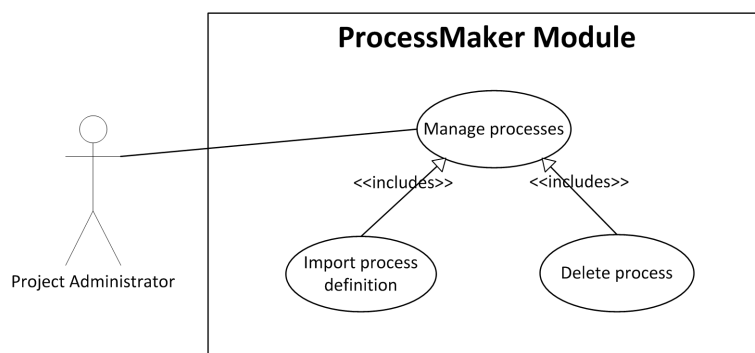 ProcessMaker Module
Manage processes
<<includes>>
<<includes>>
Import process
definition
Delete process
Project Administrator